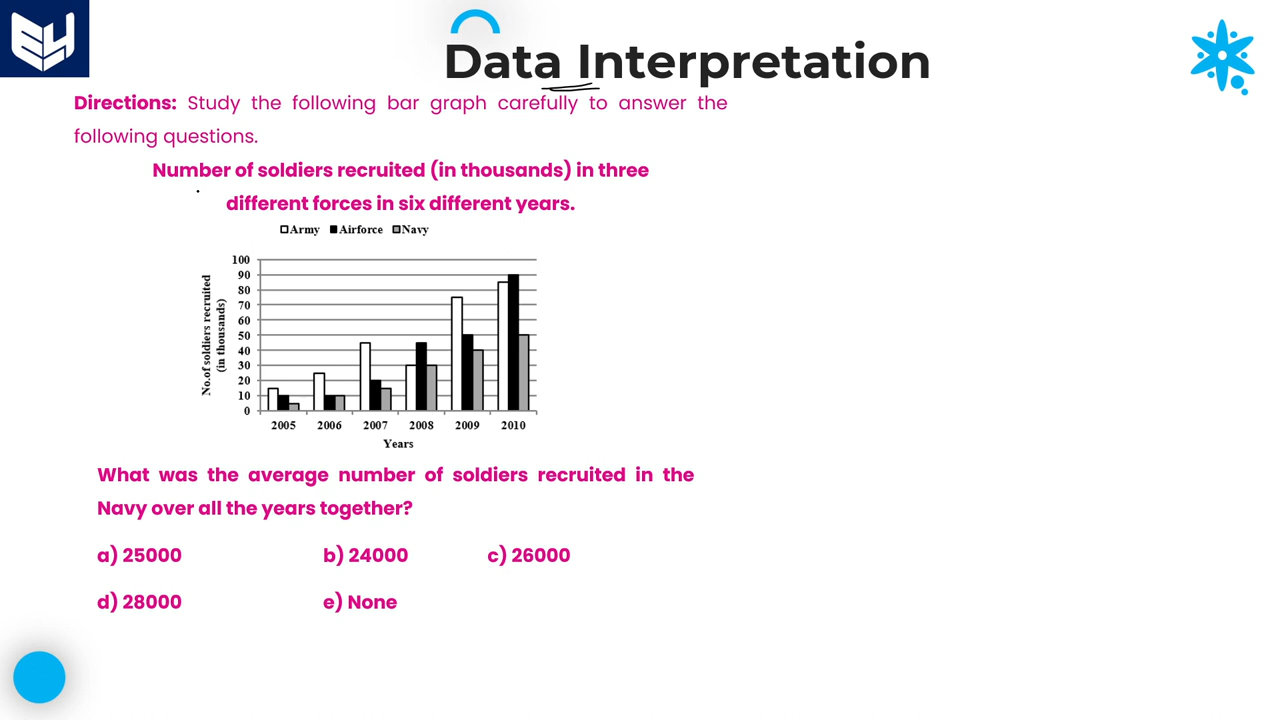 Data Interpretation
Directions: Study the following bar graph carefully to answer the
following questions.
Number of soldiers recruited (in thousands) in three
different forces in six different years.
Army Airforce Navy
No.of soldiers recruited
(in thousands)
100
90
80
70
60
50
40
30
20
10
0
2005 2006 2007 2008 2009 2010
Years
What was the average number of soldiers recruited in the
Navy over all the years together?
a) 25000 b) 24000 c) 26000
d) 28000 e) None